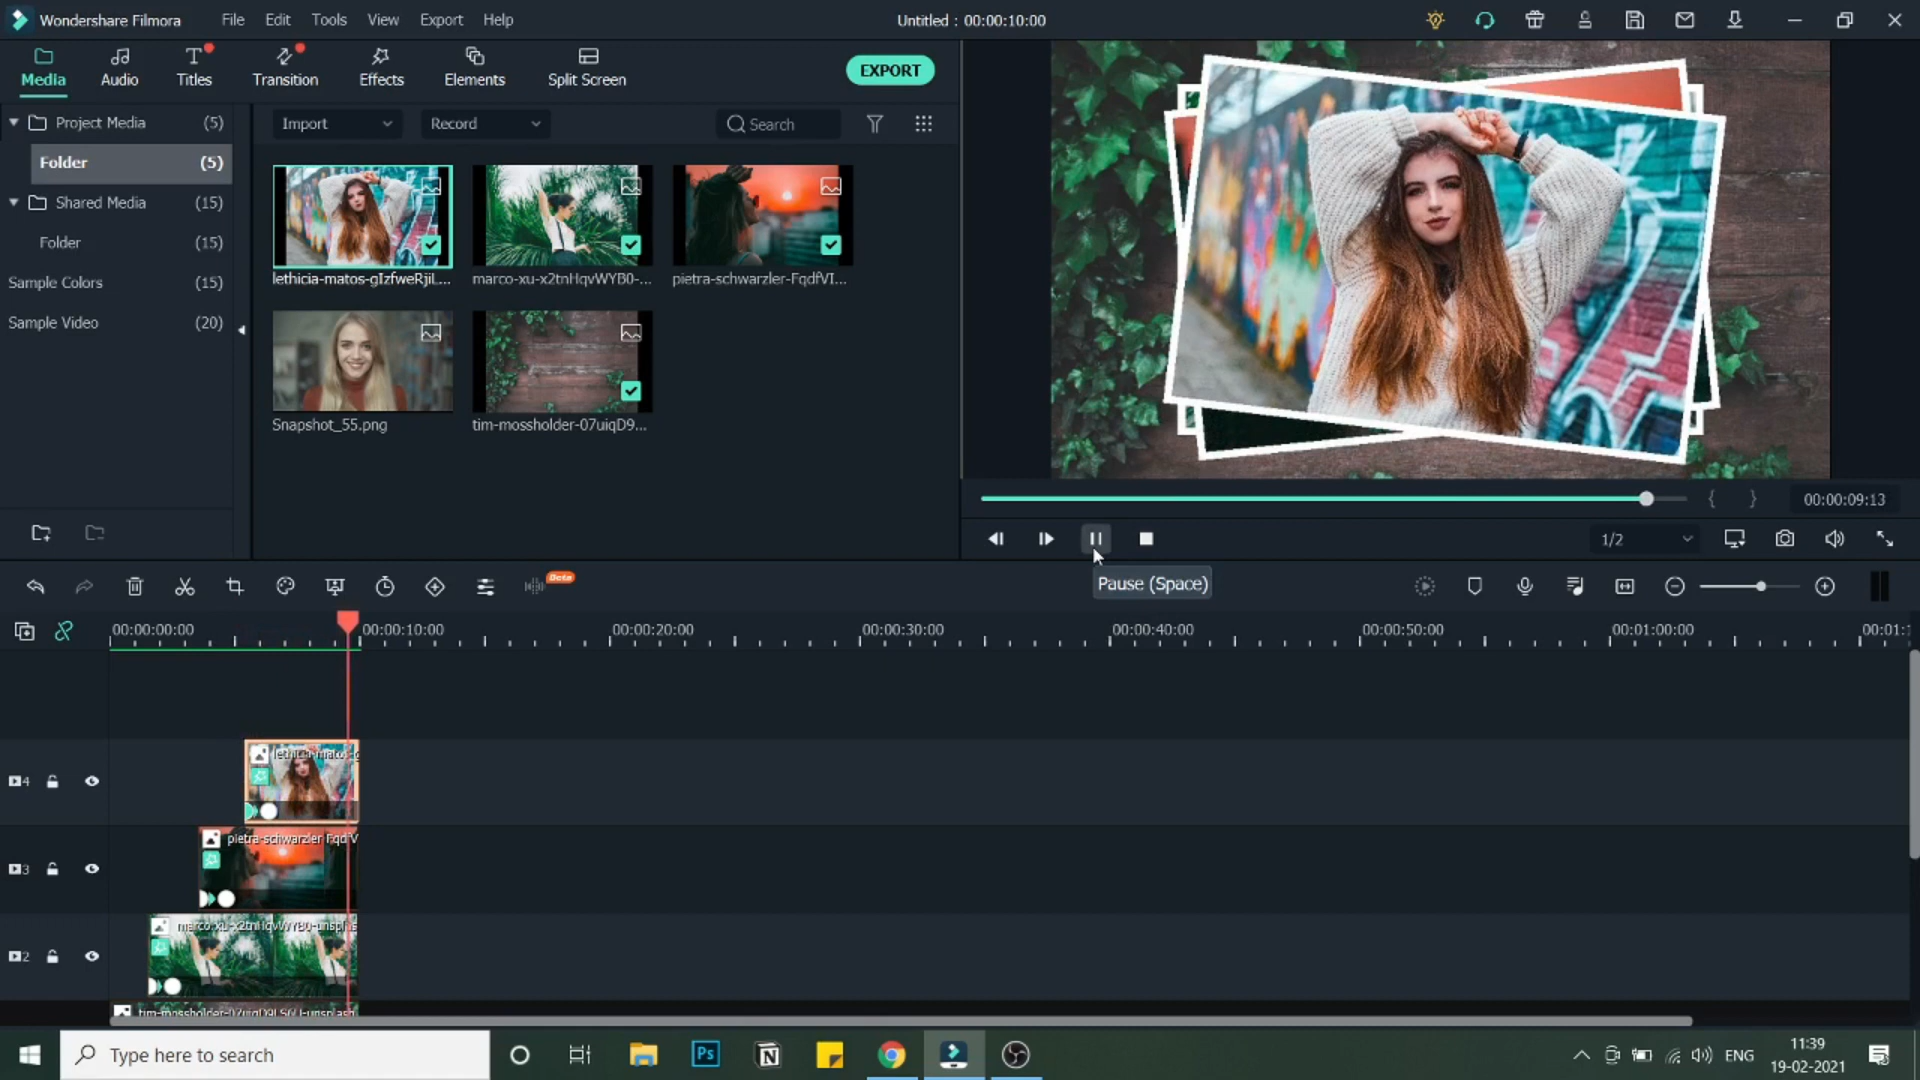 Wondershare Filmora
File
Edit
Tools
View
Export
Help
Untitled : 00:00:10:00
Media
Audio
Titles
Transition
Effects
Elements
Split Screen
EXPORT
Project Media (5)
Folder (5)
Shared Media (15)
Folder (15)
Sample Colors (15)
Sample Video (20)
Import
Record
Search
lethicia-matos-gIzfweRjiL...
marco-xu-x2tnHqvWYB0-...
pietra-schwarzler-FqdfVI...
Snapshot_55.png
tim-mossholder-07uiqD9...
00:00:09:13
1/2
Pause (Space)
Beta
00:00:00:00
00:00:10:00
00:00:20:00
00:00:30:00
00:00:40:00
00:00:50:00
00:01:00:00
00:01:1
4
lethicia-matos-g
3
pietra-schwarzler-FqdfV
2
marco-xu-x2tnHqvWYB0-unsplas
tim-mossholder-07uiqD9LS6U-unsplash
Type here to search
Ps
N
ENG
11:39
19-02-2021